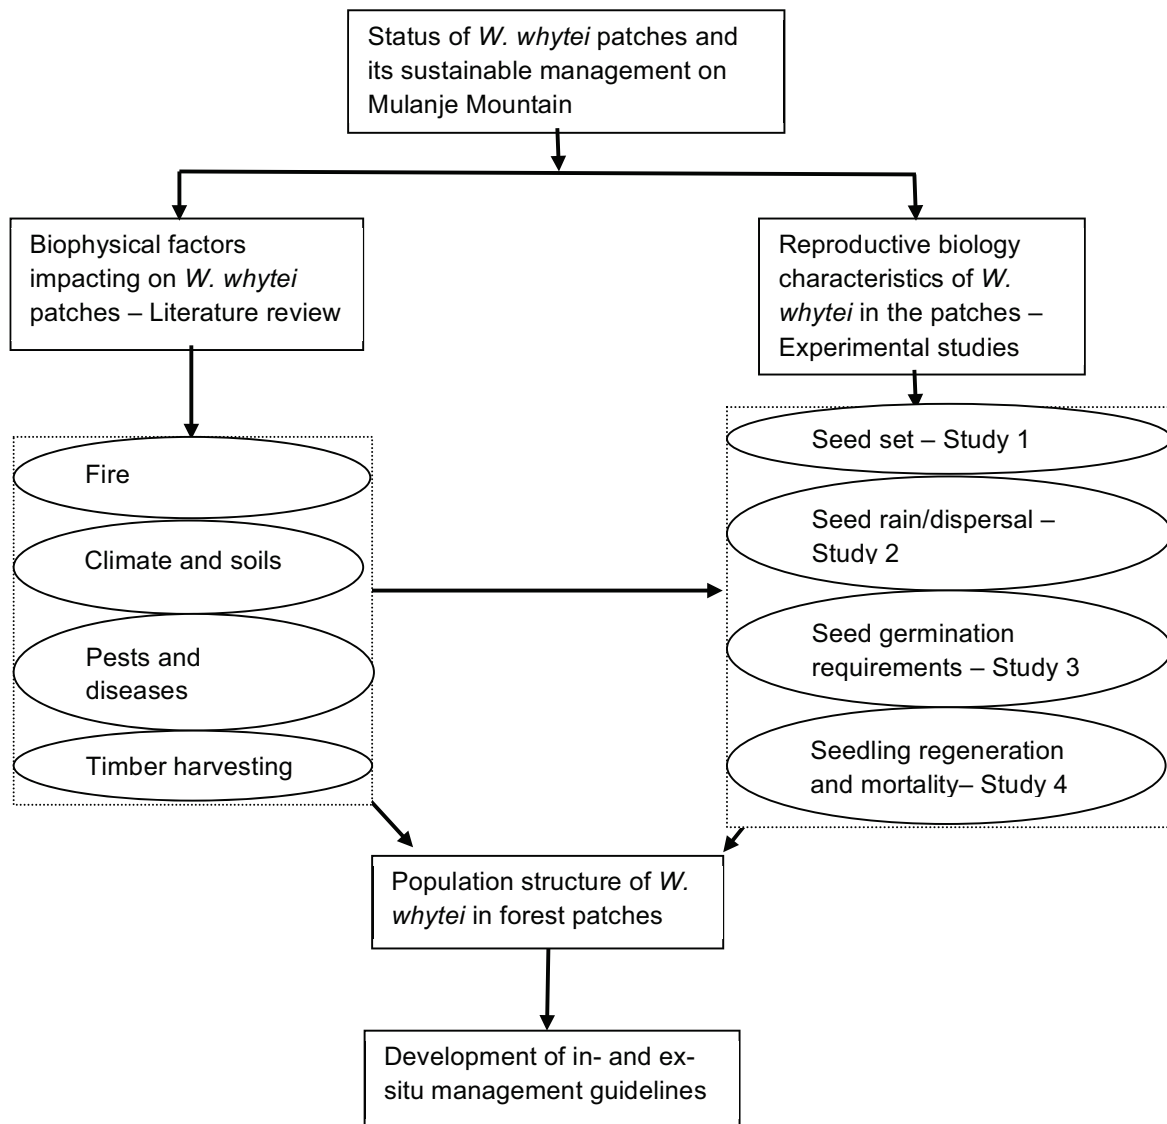 Status of W. whytei patches and
its sustainable management on
Mulanje Mountain
Biophysical factors
impacting on W. whytei
patches – Literature review
Reproductive biology
characteristics of W.
whytei in the patches –
Experimental studies
Fire
Climate and soils
Pests and
diseases
Timber harvesting
Seed set – Study 1
Seed rain/dispersal –
Study 2
Seed germination
requirements – Study 3
Seedling regeneration
and mortality– Study 4
Population structure of W.
whytei in forest patches
Development of in- and ex-
situ management guidelines